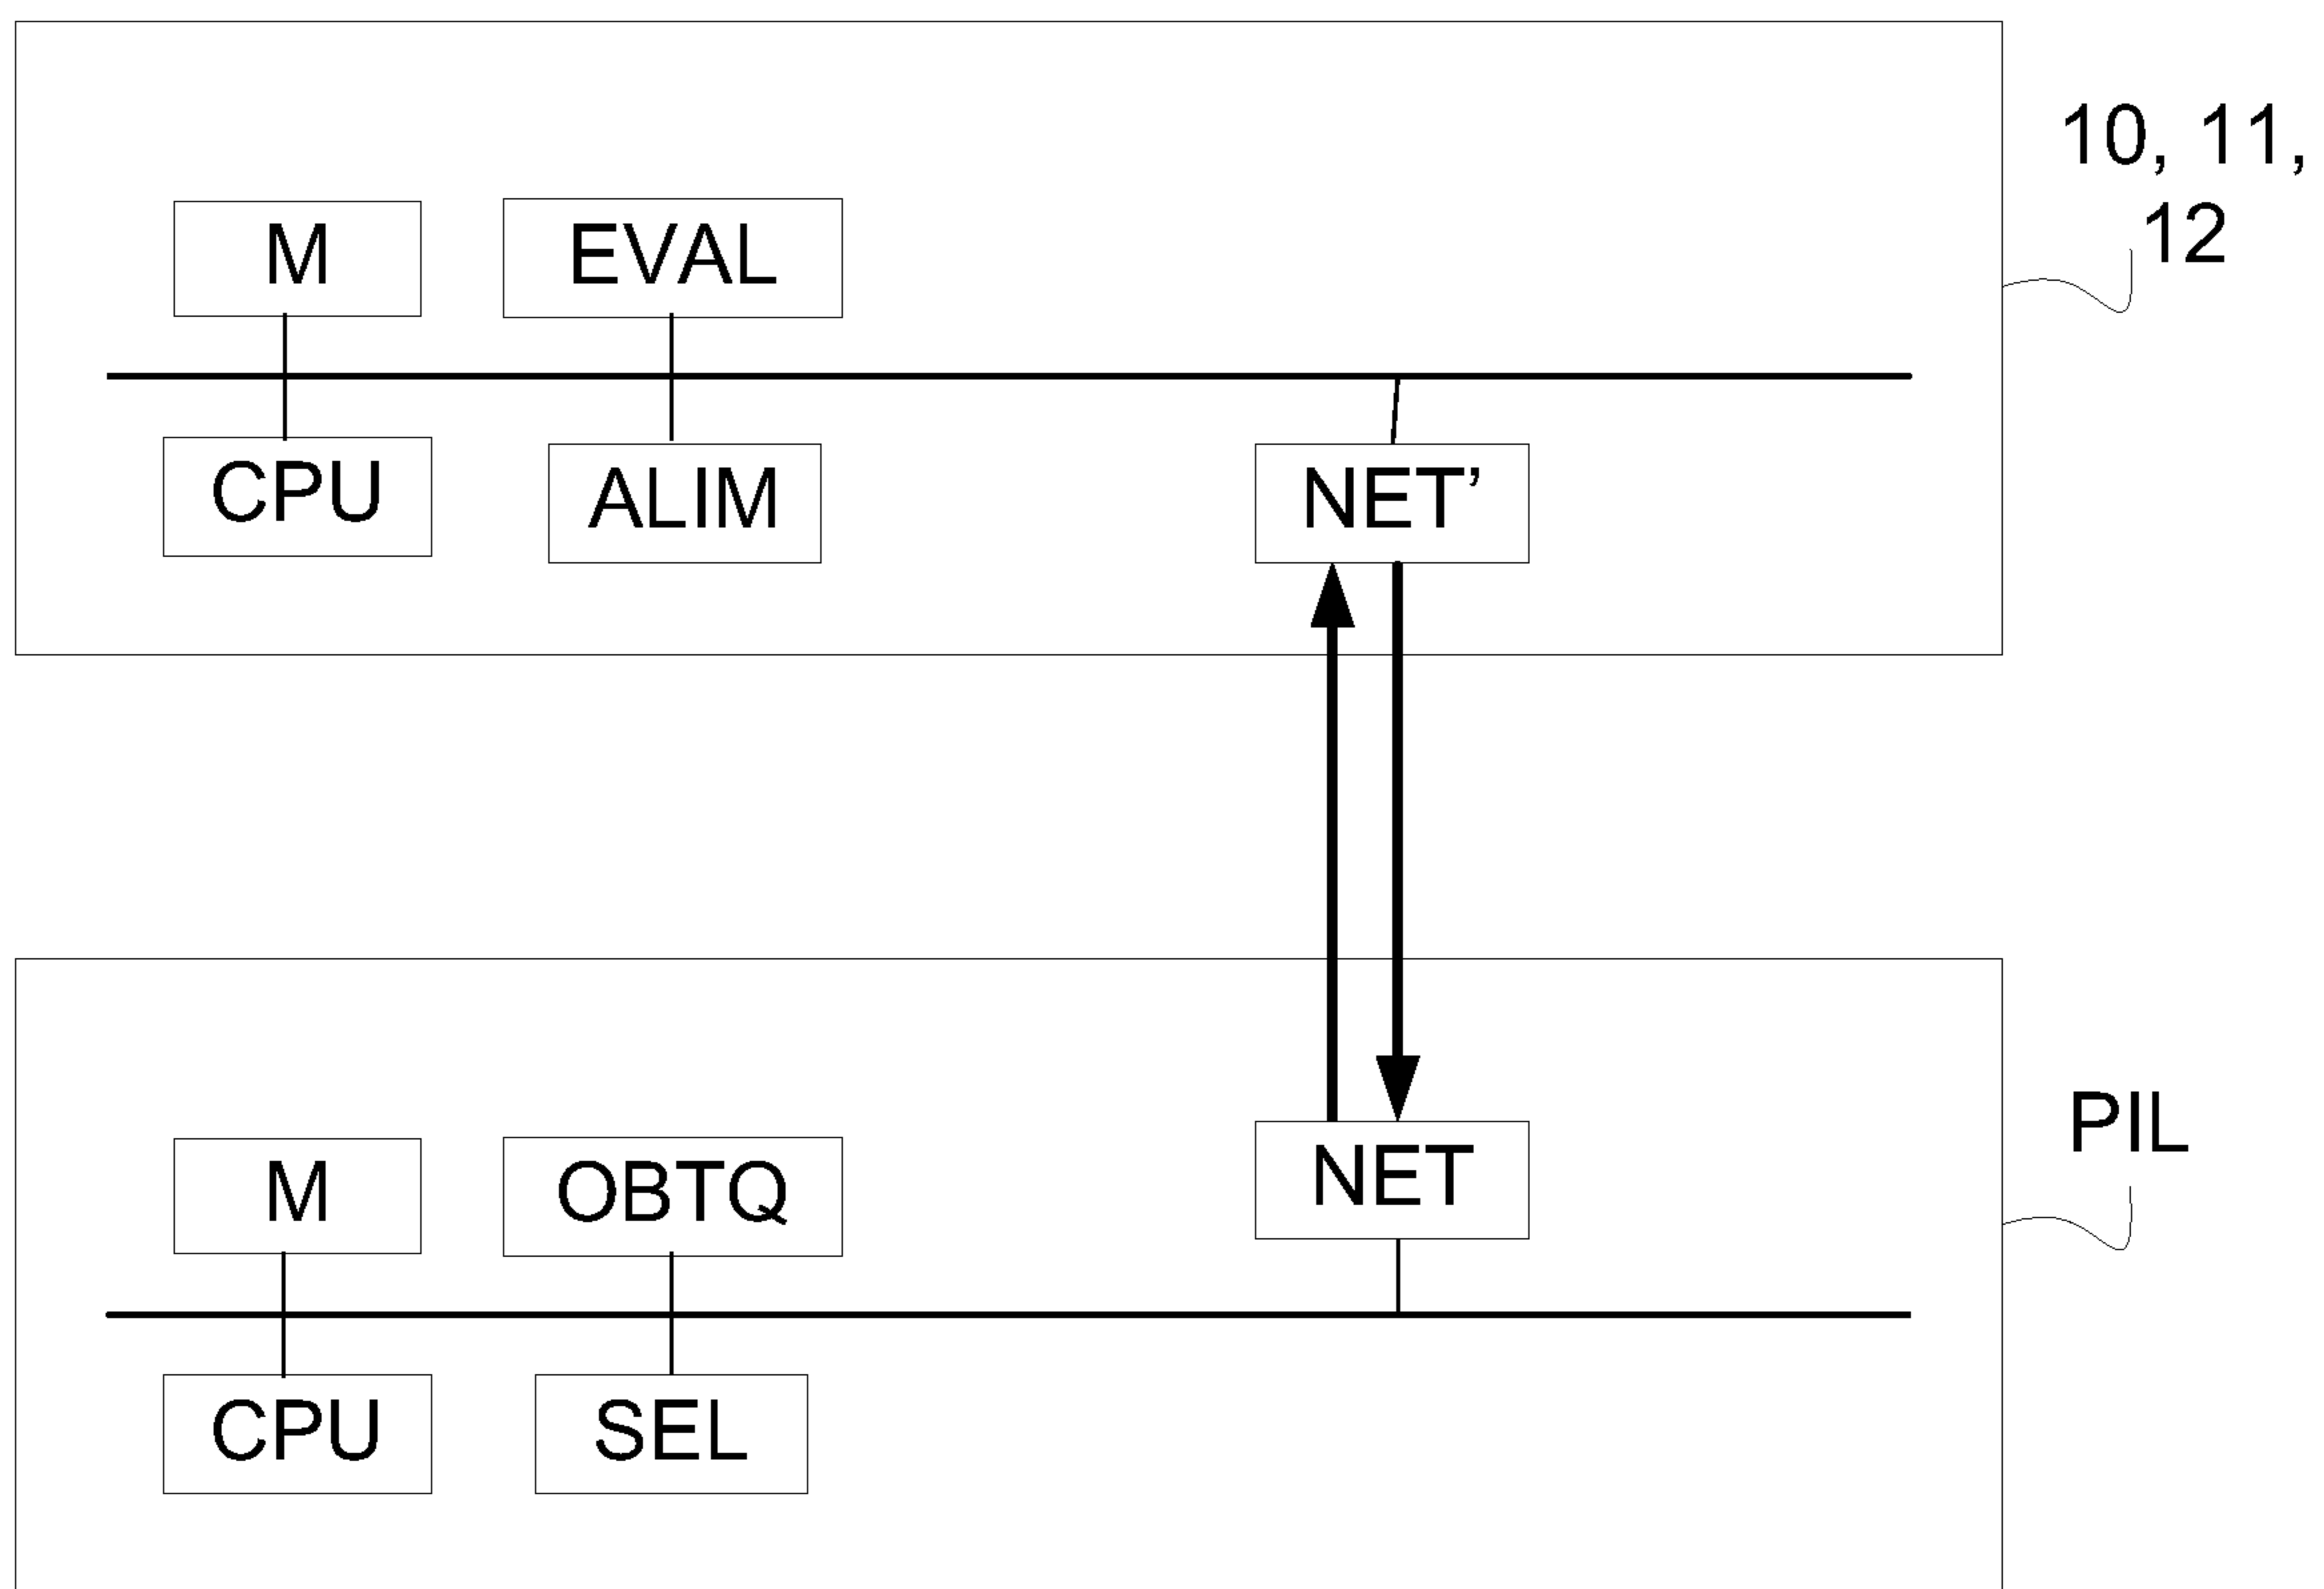 10, 11,
12
M
EVAL
CPU
ALIM
NET’
PIL
M
OBTQ
NET
CPU
SEL